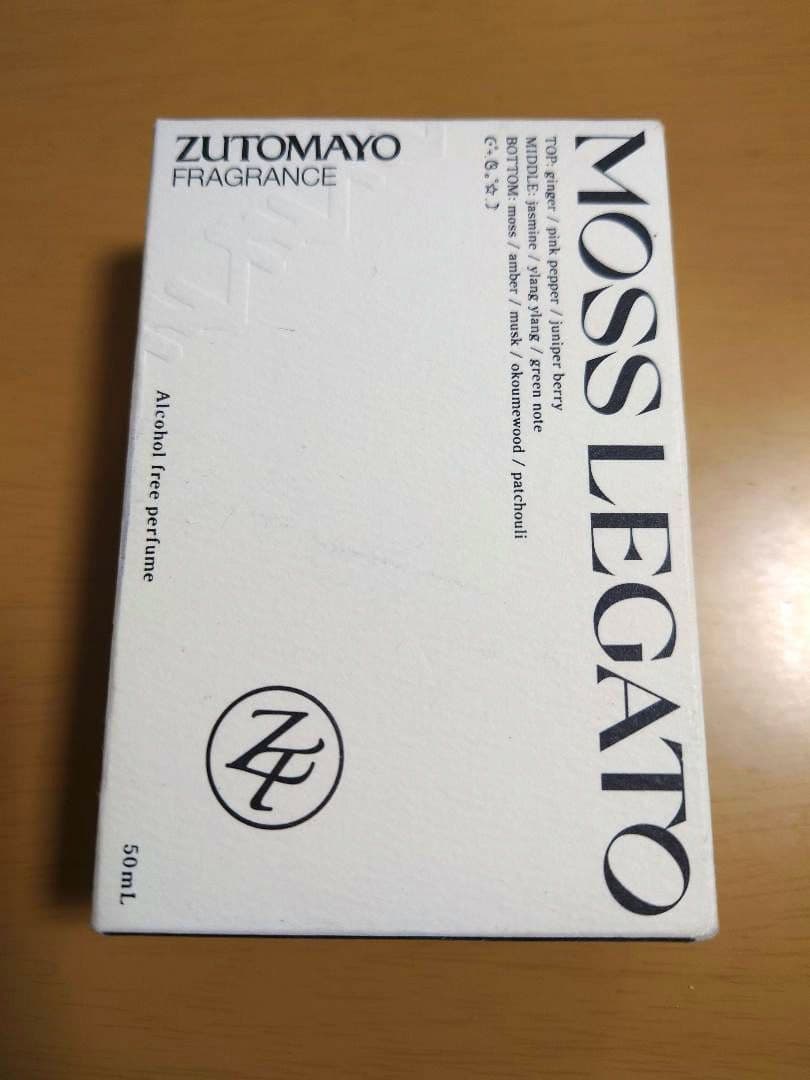 ZUTOMAYO
FRAGRANCE
MOSS LEGATO
TOP: ginger / pink pepper / juniper berry
MIDDLE: jasmine / ylang ylang / green note
BOTTOM: moss / amber / musk / okoumewood / patchouli
Alcohol free perfume
50mL